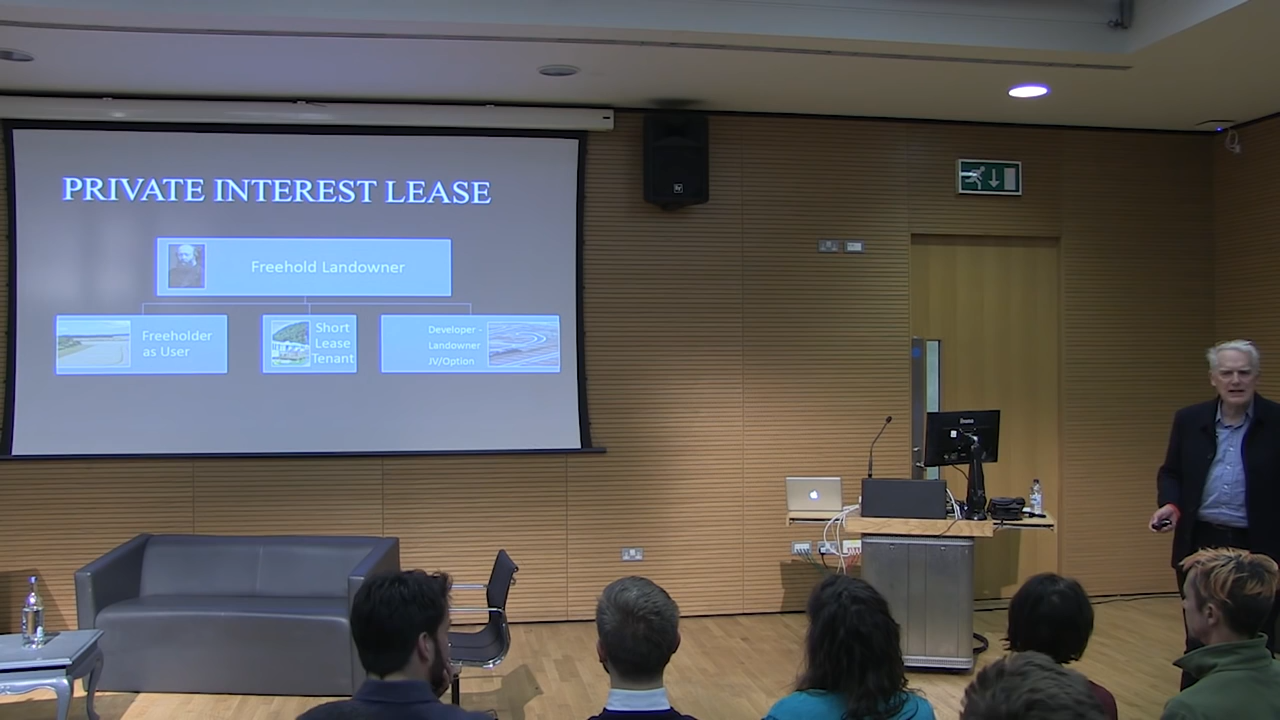 PRIVATE INTEREST LEASE
Freehold Landowner
Freeholder
as User
Short
Lease
Tenant
Developer -
Landowner
JV/Option